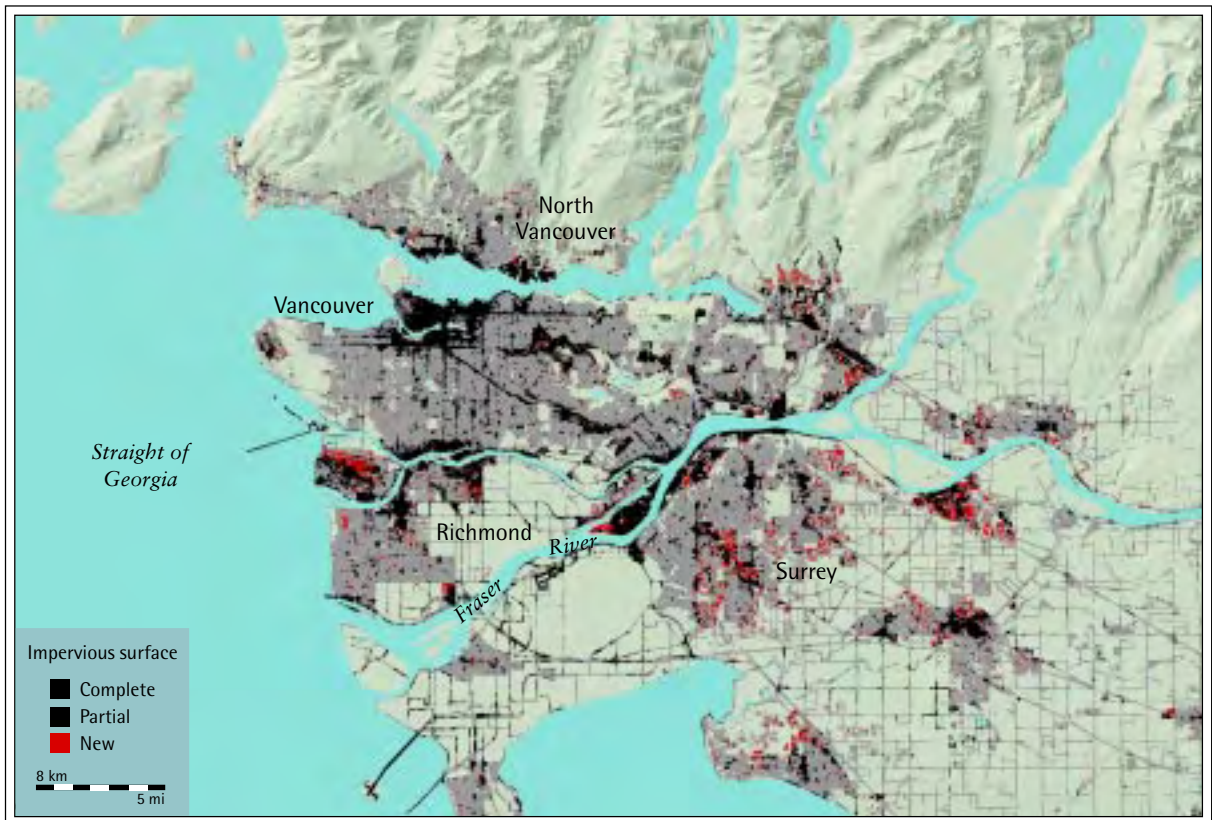 North
Vancouver
Vancouver
Straight of
Georgia
Richmond
River
Fraser
Surrey
Impervious surface
Complete
Partial
New
8 km
5 mi